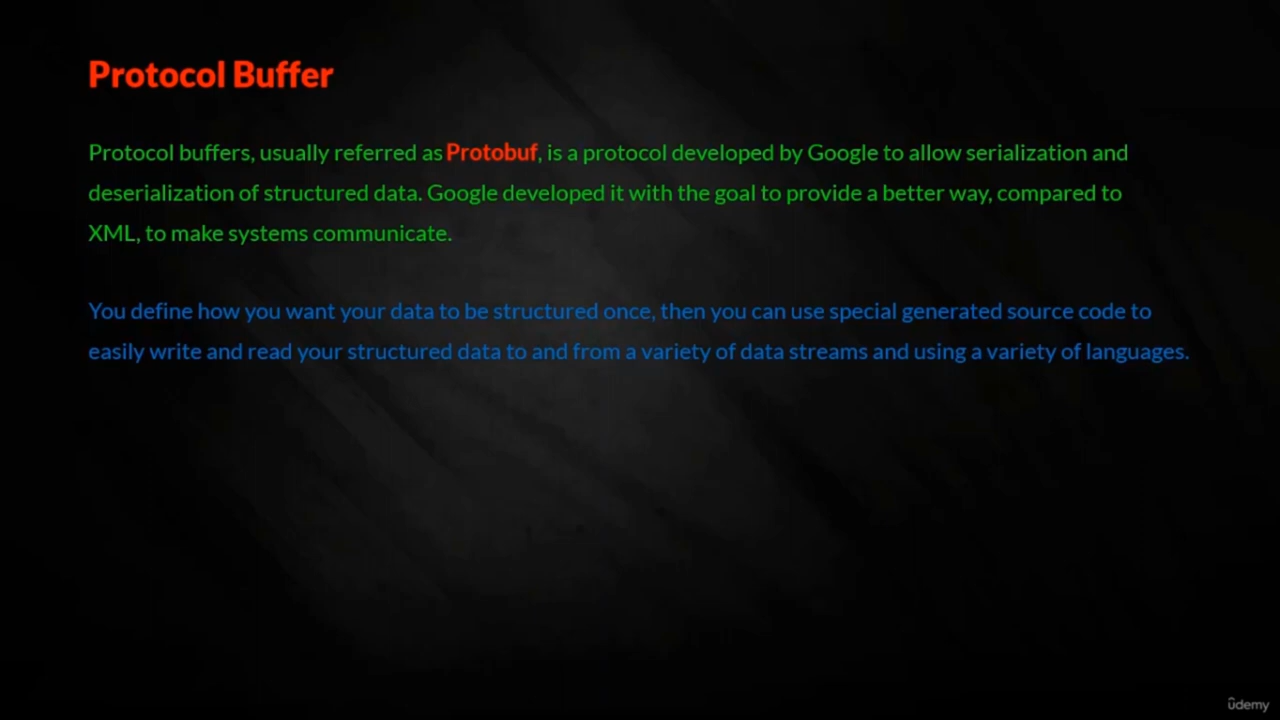 Protocol Buffer
Protocol buffers, usually referred as Protobuf, is a protocol developed by Google to allow serialization and
deserialization of structured data. Google developed it with the goal to provide a better way, compared to
XML, to make systems communicate.
You define how you want your data to be structured once, then you can use special generated source code to
easily write and read your structured data to and from a variety of data streams and using a variety of languages.
ûdemy